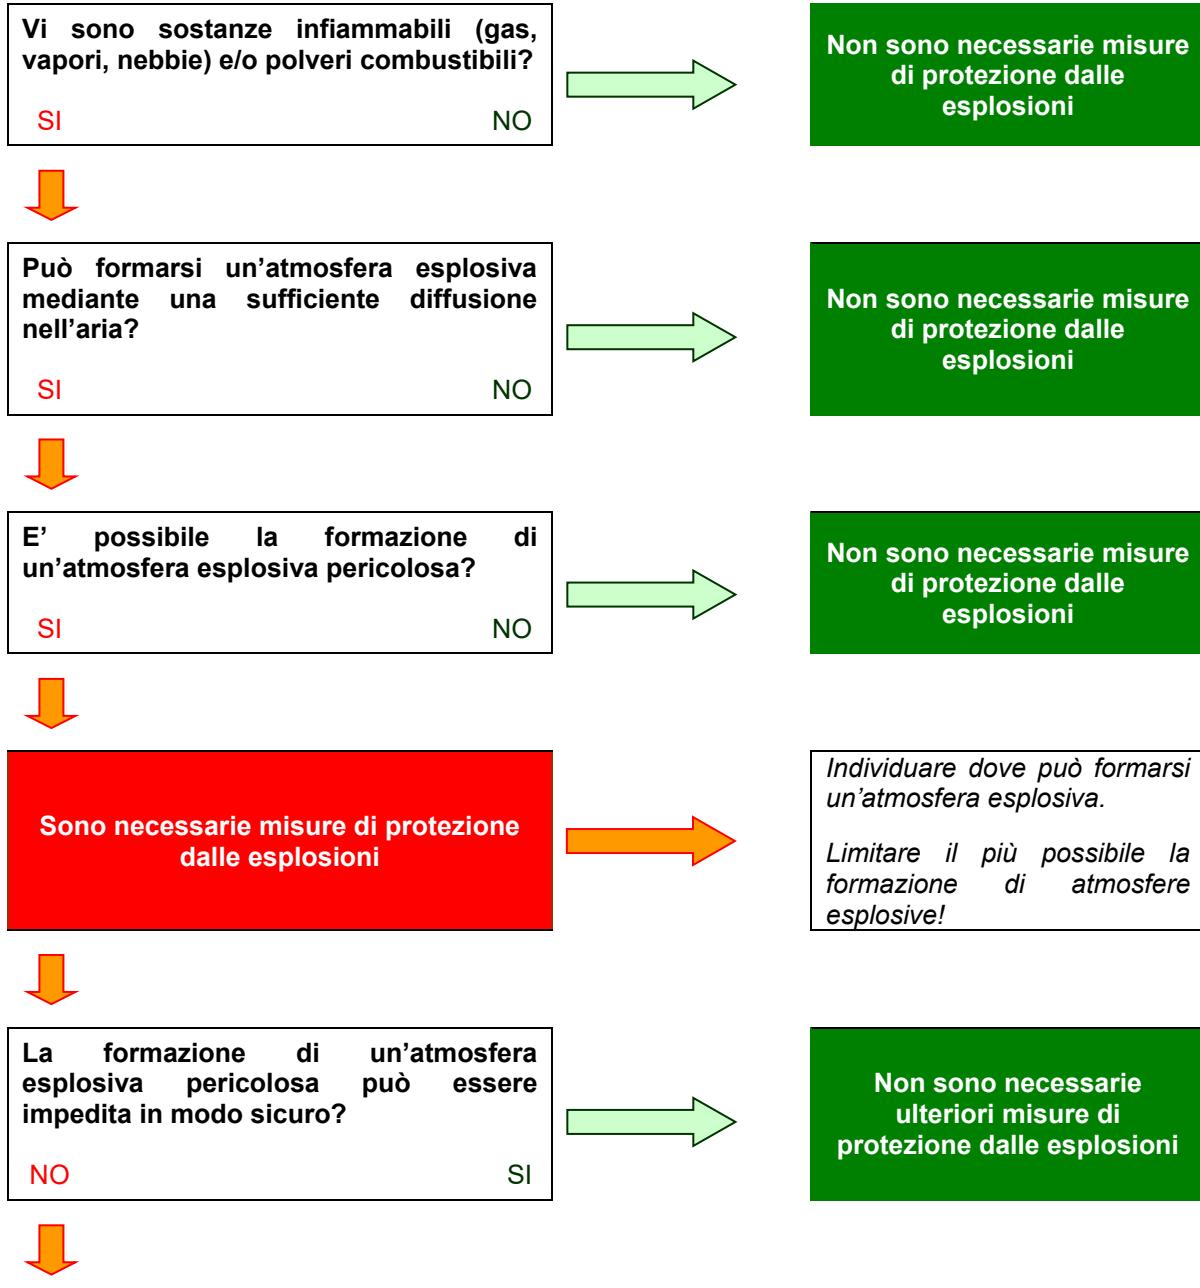 Vi sono sostanze infiammabili (gas,
vapori, nebbie) e/o polveri combustibili?
SI NO
Non sono necessarie misure
di protezione dalle
esplosioni
Può formarsi un’atmosfera esplosiva
mediante una sufficiente diffusione
nell’aria?
SI NO
Non sono necessarie misure
di protezione dalle
esplosioni
E’ possibile la formazione di
un’atmosfera esplosiva pericolosa?
SI NO
Non sono necessarie misure
di protezione dalle
esplosioni
Sono necessarie misure di protezione
dalle esplosioni
Individuare dove può formarsi
un’atmosfera esplosiva.
Limitare il più possibile la
formazione di atmosfere
esplosive!
La formazione di un’atmosfera
esplosiva pericolosa può essere
impedita in modo sicuro?
NO SI
Non sono necessarie
ulteriori misure di
protezione dalle esplosioni